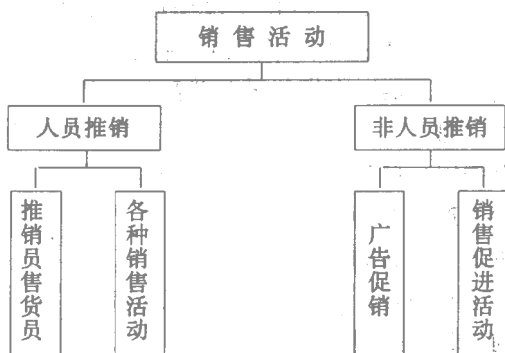 销售活动
人员推销
非人员推销
推销员售货员
各种销售活动
广告促销
销售促进活动